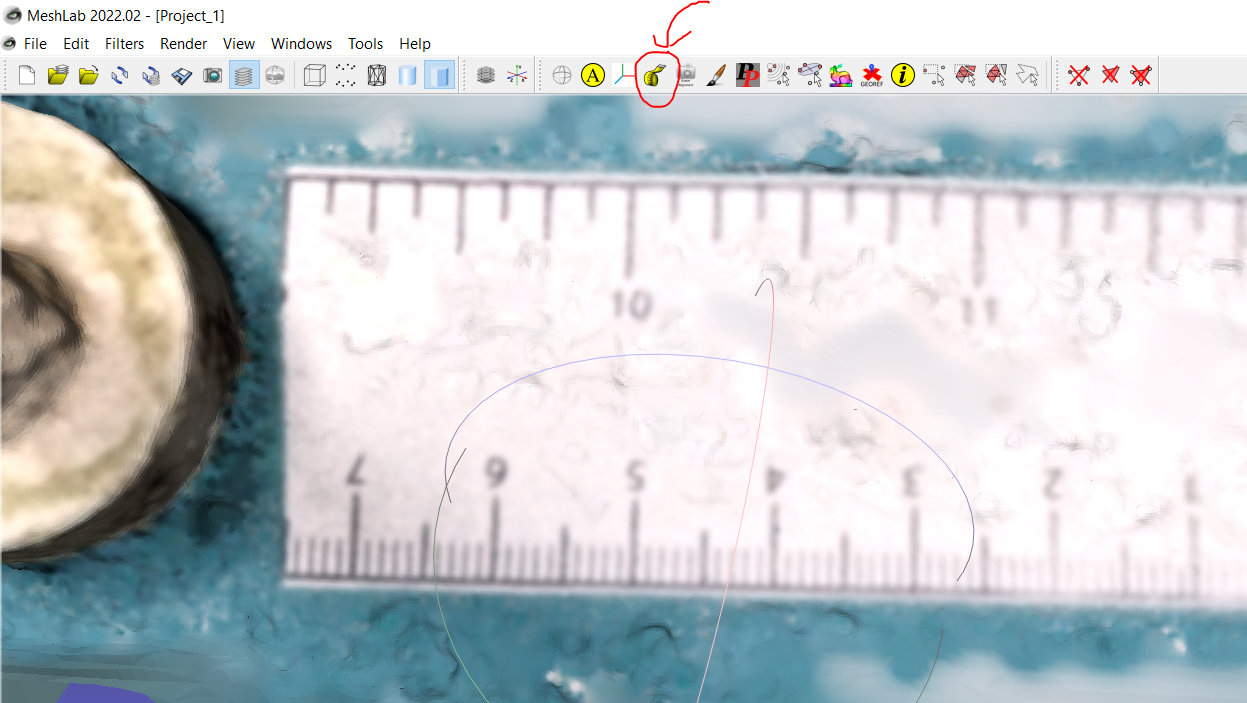 MeshLab 2022.02 - [Project_1]
File Edit Filters Render View Windows Tools Help
A PP GEOREF i
10 11
7 6 5 4 3 2 1